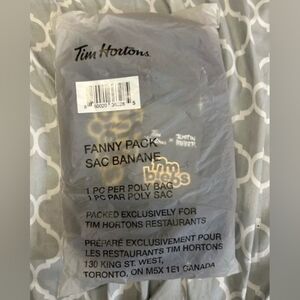 Tim Hortons
FANNY PACK
SAC BANANE
1 PC PER POLY BAG
1 PC PAR POLY SAC
PACKED EXCLUSIVELY FOR
TIM HORTONS RESTAURANTS
PRÉPARÉ EXCLUSIVEMENT POUR
LES RESTAURANTS TIM HORTONS
130 KING ST. WEST,
TORONTO, ON M5X 1E1 CANADA